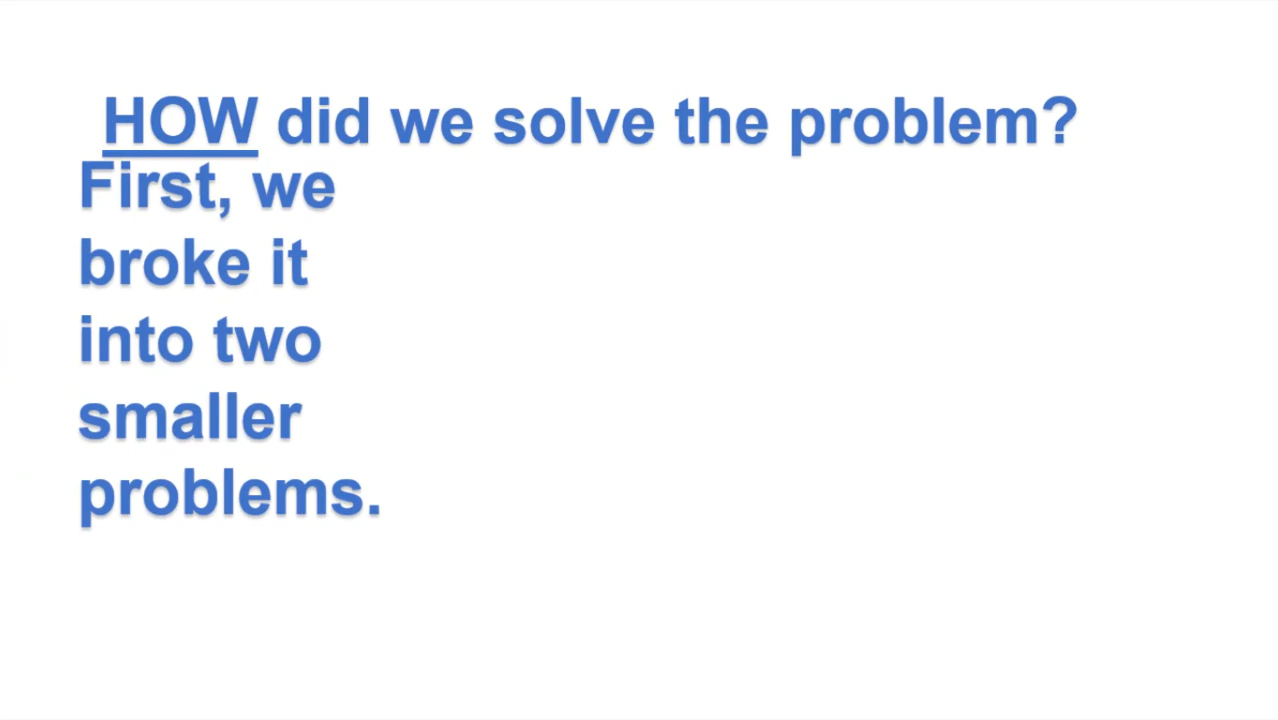 HOW did we solve the problem?
First, we
broke it
into two
smaller
problems.